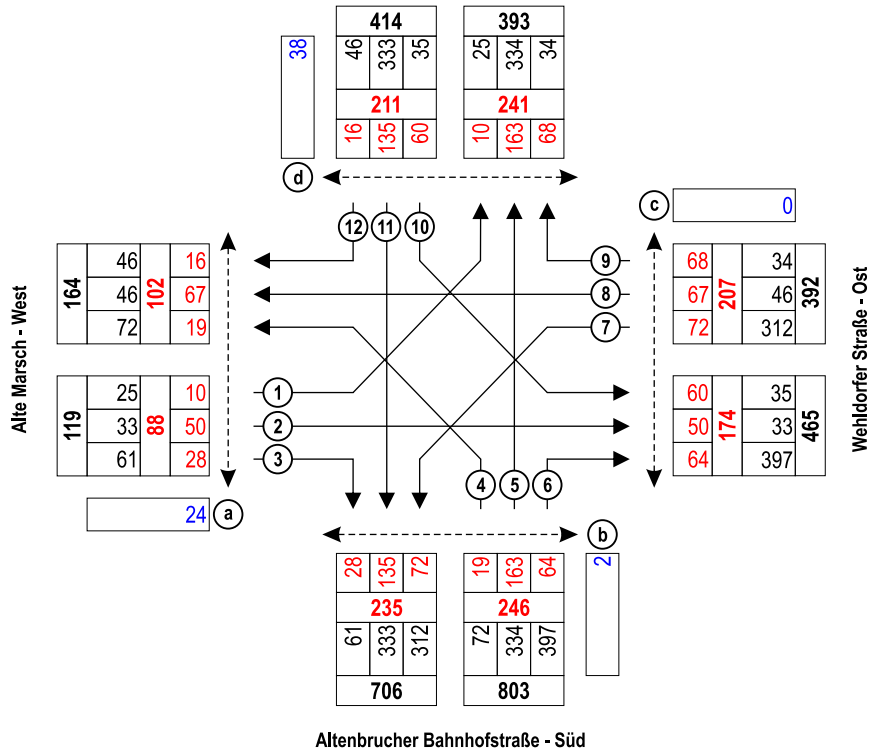 414 393
46 333 35 25 334 34
38
211 241
16 135 60 10 163 68
d
c 0
12 11 10
46 16 9 68 34
164 46 102 67 8 67 207 46 392
72 19 7 72 312
Alte Marsch - West
Wehldorfer Straße - Ost
25 10 1 60 35
119 33 88 50 2 50 174 33 465
61 28 3 64 397
4 5 6
24 a
b
28 135 72 19 163 64 2
235 246
61 333 312 72 334 397
706 803
Altenbrucher Bahnhofstraße - Süd